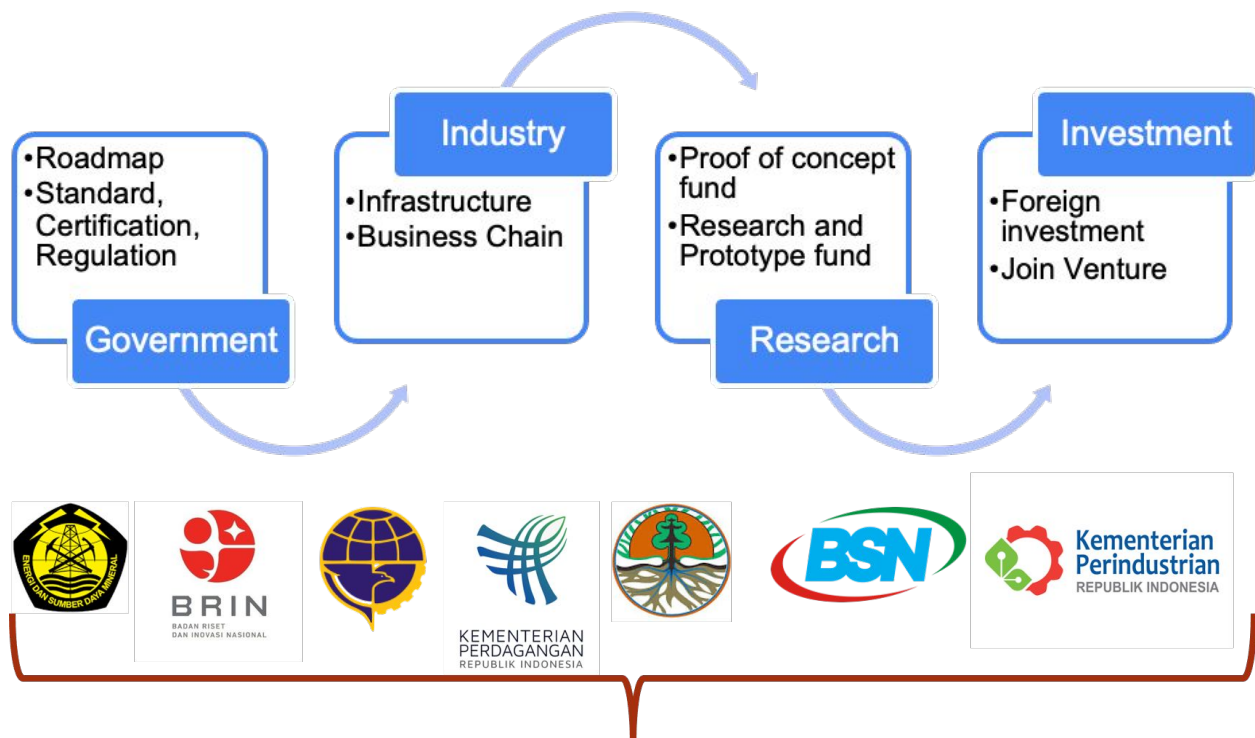 •Roadmap
•Standard,
Certification,
Regulation
Government
Industry
•Infrastructure
•Business Chain
•Proof of concept
fund
•Research and
Prototype fund
Research
Investment
•Foreign
investment
•Join Venture
ENERGI DAN SUMBER DAYA MINERAL
BRIN
BADAN RISET
DAN INOVASI NASIONAL
KEMENTERIAN
PERDAGANGAN
REPUBLIK INDONESIA
BSN
Kementerian
Perindustrian
REPUBLIK INDONESIA